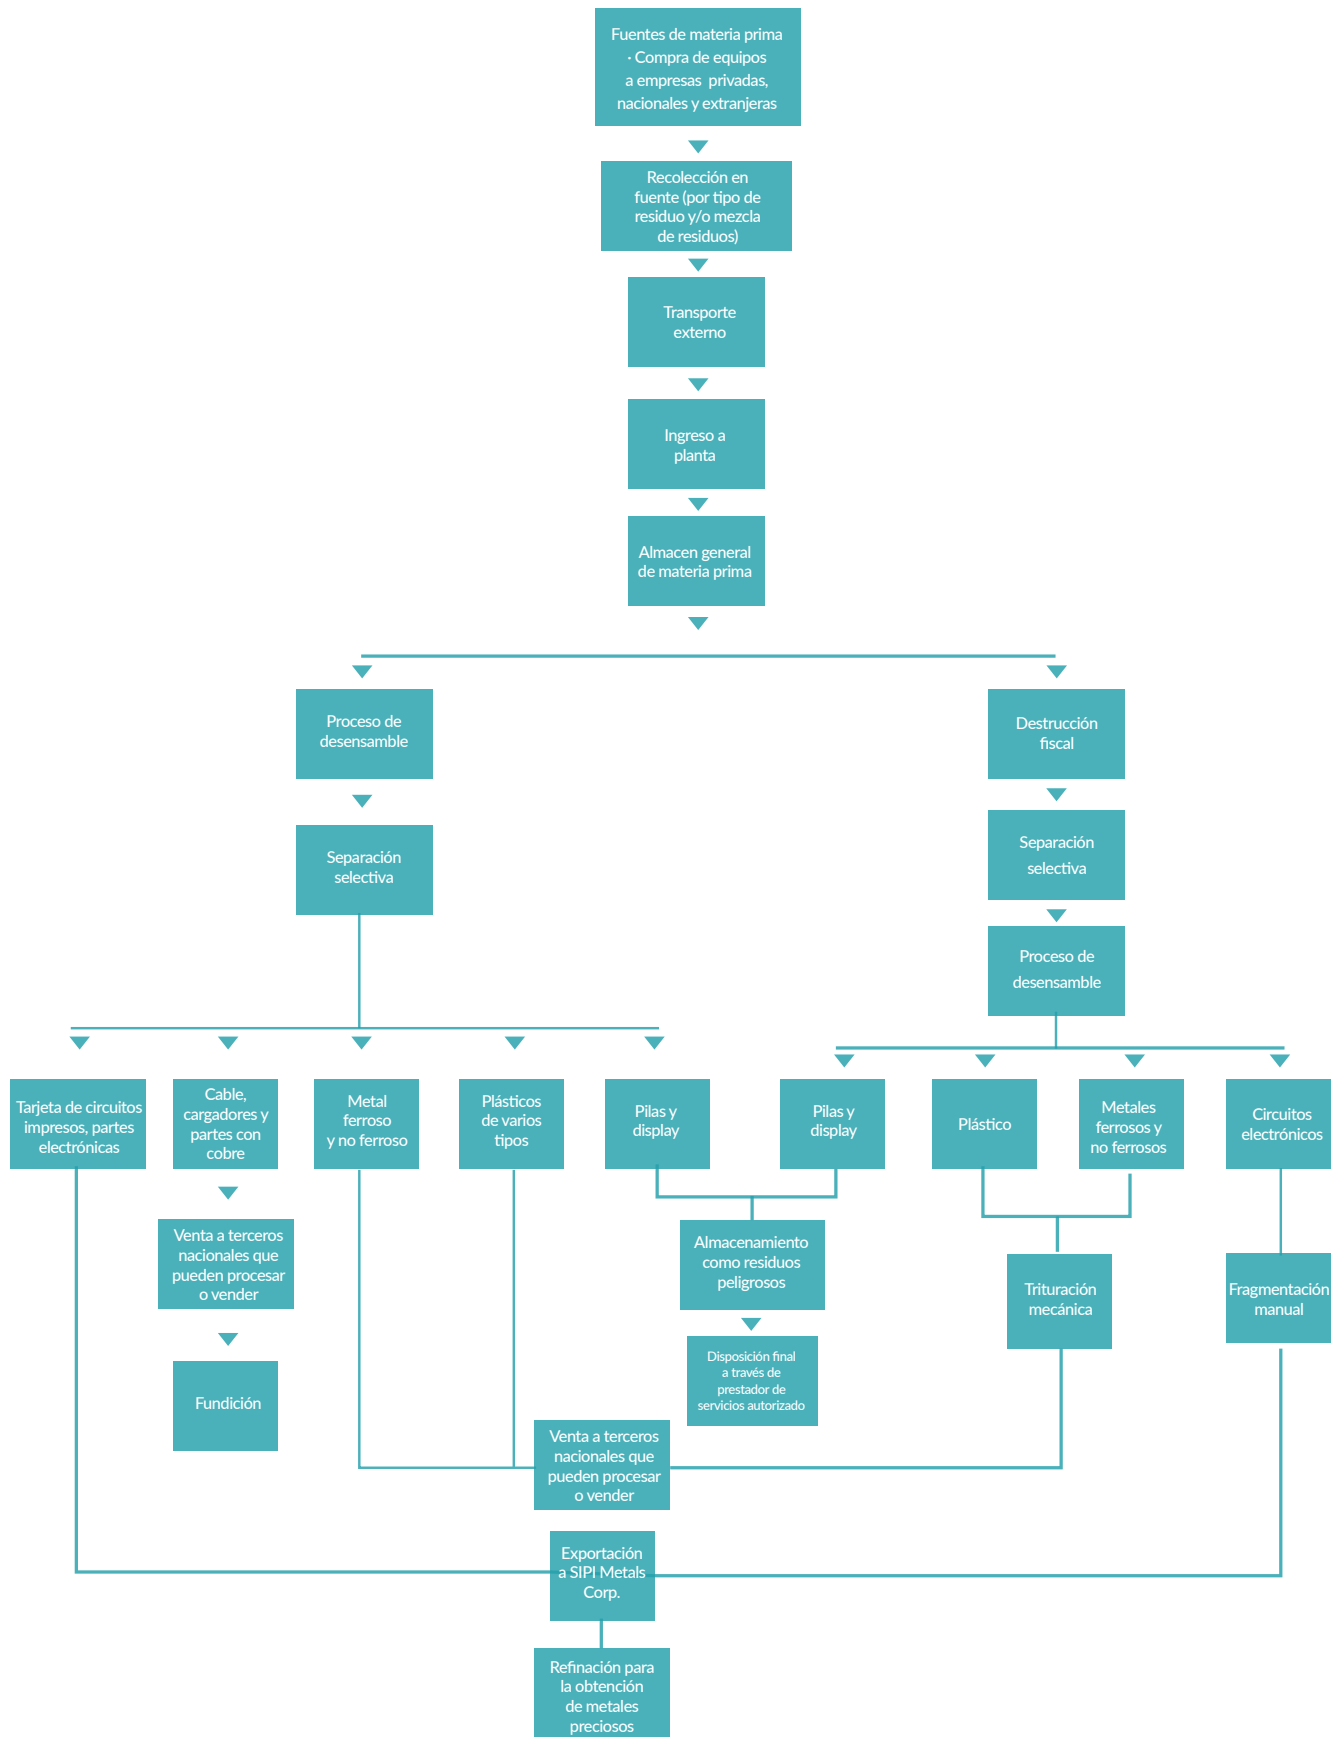 Fuentes de materia prima
· Compra de equipos
a empresas privadas,
nacionales y extranjeras
Recolección en
fuente (por tipo de
residuo y/o mezcla
de residuos)
Transporte
externo
Ingreso a
planta
Almacen general
de materia prima
Proceso de
desensamble
Destrucción
fiscal
Separación
selectiva
Separación
selectiva
Proceso de
desensamble
Tarjeta de circuitos
impresos, partes
electrónicas
Cable,
cargadores y
partes con
cobre
Metal
ferroso
y no ferroso
Plásticos
de varios
tipos
Pilas y
display
Pilas y
display
Plástico
Metales
ferrosos y
no ferrosos
Circuitos
electrónicos
Venta a terceros
nacionales que
pueden procesar
o vender
Almacenamiento
como residuos
peligrosos
Trituración
mecánica
Fragmentación
manual
Fundición
Disposición final
a través de
prestador de
servicios autorizado
Venta a terceros
nacionales que
pueden procesar
o vender
Exportación
a SIPI Metals
Corp.
Refinación para
la obtención
de metales
preciosos